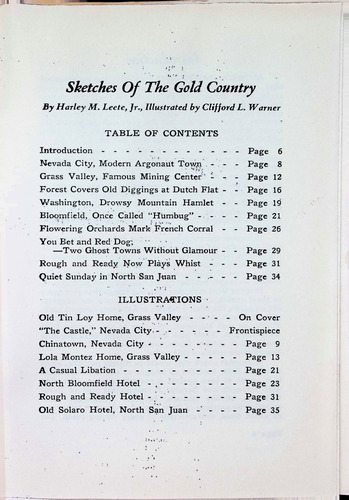 Sketches Of The Gold Country
By Harley M. Leete, Jr., Illustrated by Clifford L. Warner
TABLE OF CONTENTS
Introduction - - - - - - - - - - - Page 6
Nevada City, Modern Argonaut Town - - - Page 8
Grass Valley, Famous Mining Center - - - Page 12
Forest Covers Old Diggings at Dutch Flat - - Page 16
Washington, Drowsy Mountain Hamlet - - - Page 19
Bloomfield, Once Called "Humbug" - - - - Page 21
Flowering Orchards Mark French Corral - - - Page 26
You Bet and Red Dog,
—Two Ghost Towns Without Glamour - - - Page 29
Rough and Ready Now Plays Whist - - - - Page 31
Quiet Sunday in North San Juan - - - - - Page 34
ILLUSTRATIONS
Old Tin Loy Home, Grass Valley - - - - On Cover
"The Castle," Nevada City - - - - - - Frontispiece
Chinatown, Nevada City - - - - - - - Page 9
Lola Montez Home, Grass Valley - - - - - Page 13
A Casual Libation - - - - - - - - - Page 21
North Bloomfield Hotel - - - - - - - Page 23
Rough and Ready Hotel - - - - - - - Page 31
Old Solaro Hotel, North San Juan - - - - Page 35